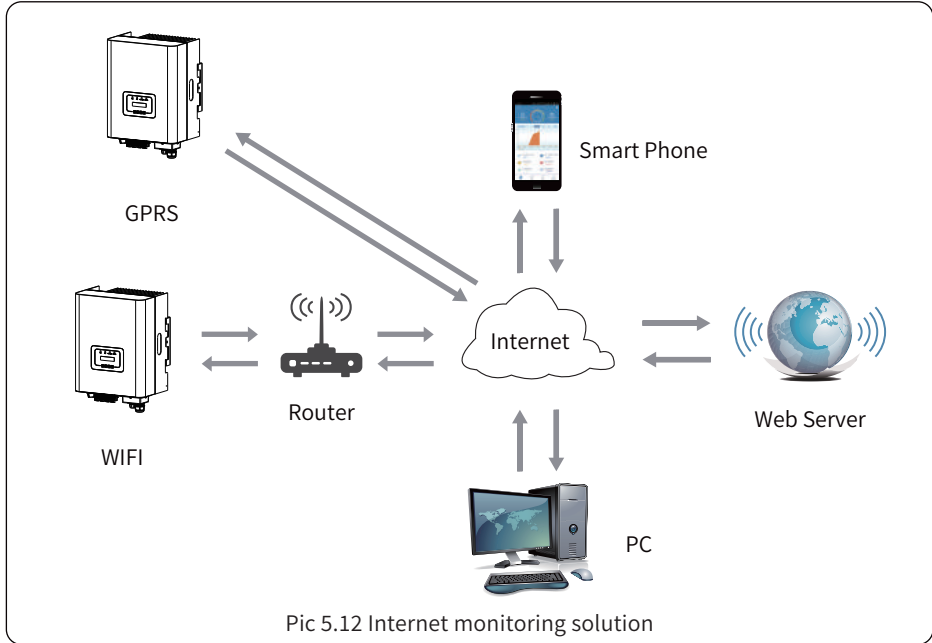 Smart Phone
GPRS
Internet
Router
Web Server
WIFI
PC
Pic 5.12 Internet monitoring solution